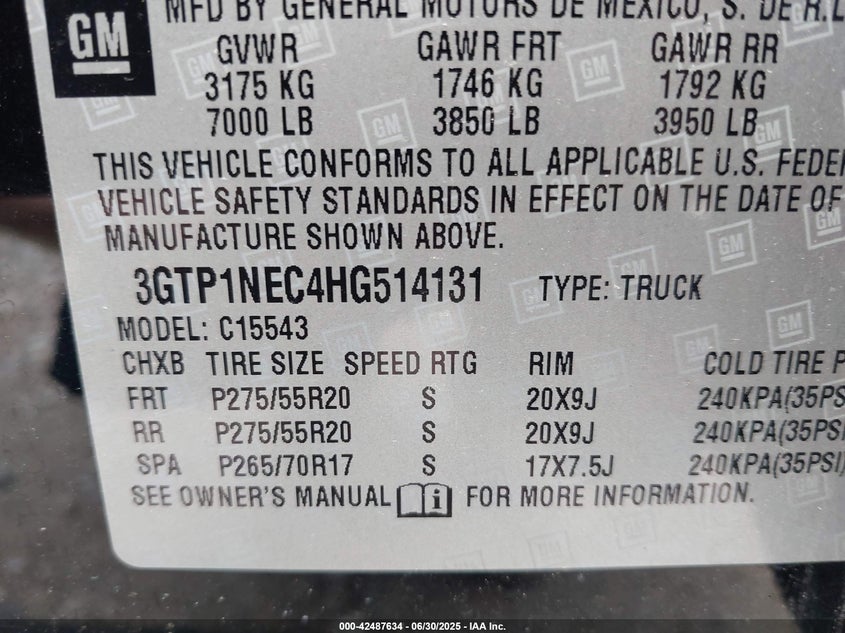 GM
MFD BY GENERAL MOTORS DE MEXICO, S. DE R.L
GVWR GAWR FRT GAWR RR
3175 KG 1746 KG 1792 KG
7000 LB 3850 LB 3950 LB
THIS VEHICLE CONFORMS TO ALL APPLICABLE U.S. FEDE
VEHICLE SAFETY STANDARDS IN EFFECT ON THE DATE OF
MANUFACTURE SHOWN ABOVE.
3GTP1NEC4HG514131 TYPE: TRUCK
MODEL: C15543
CHXB TIRE SIZE SPEED RTG RIM COLD TIRE P
FRT P275/55R20 S 20X9J 240KPA(35PSI
RR P275/55R20 S 20X9J 240KPA(35PSI
SPA P265/70R17 S 17X7.5J 240KPA(35PSI)
SEE OWNER'S MANUAL i FOR MORE INFORMATION.
000-42487634 - 06/30/2025 - IAA Inc.